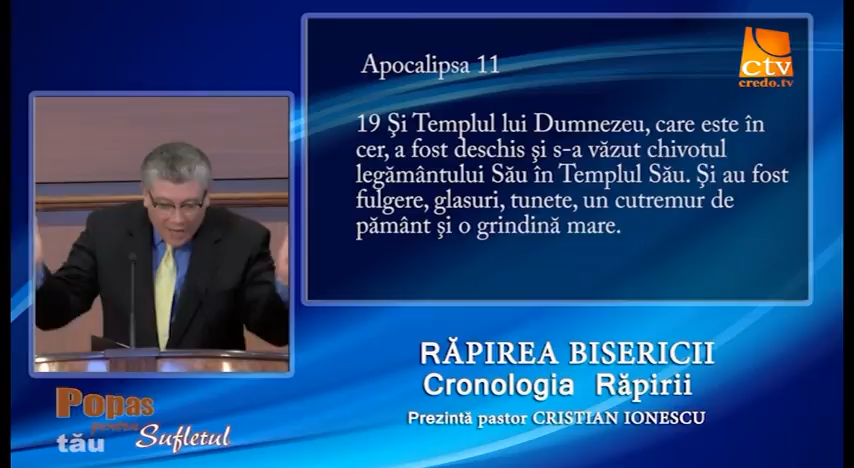 Apocalipsa 11
ctv
credo.tv
19 Şi Templul lui Dumnezeu, care este în
cer, a fost deschis şi s-a văzut chivotul
legământului Său în Templul Său. Şi au fost
fulgere, glasuri, tunete, un cutremur de
pământ şi o grindină mare.
RĂPIREA BISERICII
Cronologia Răpirii
Prezintă pastor CRISTIAN IONESCU
Popas
pentru
Sufletul
tău